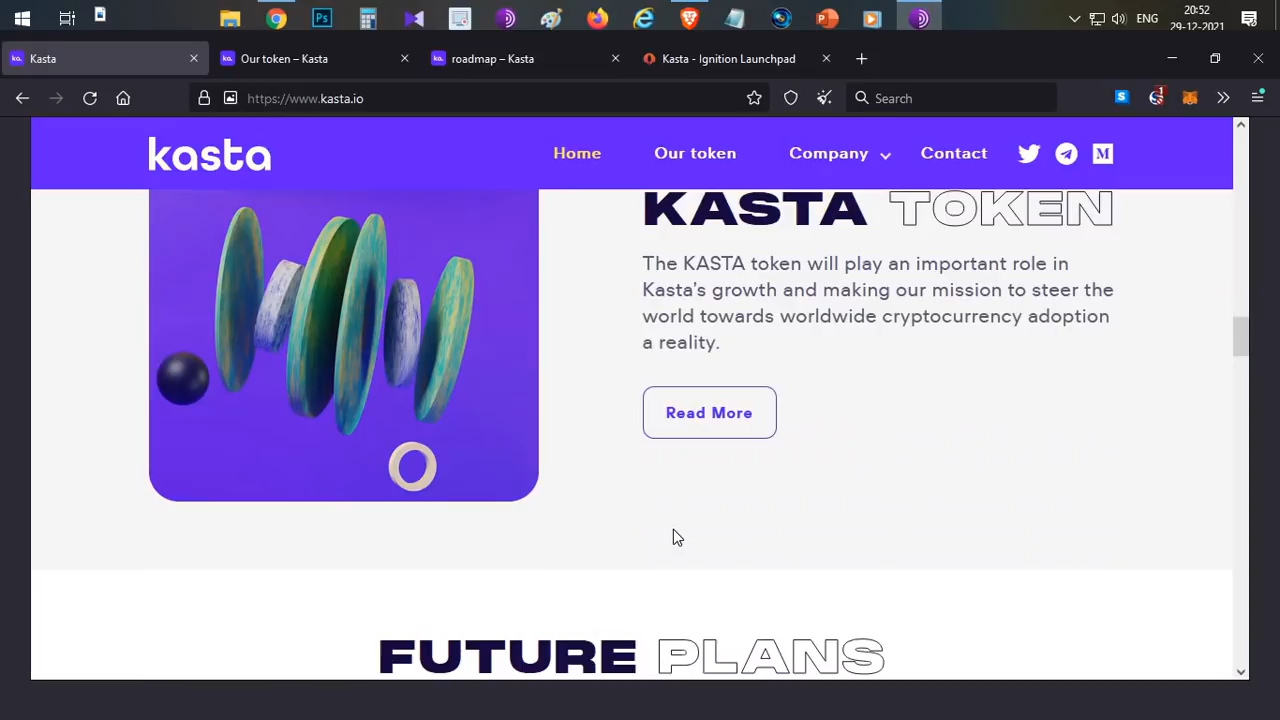 20:52
ENG
29-12-2021
Ps
Kasta
Our token – Kasta
roadmap – Kasta
Kasta - Ignition Launchpad
https://www.kasta.io
Search
S
1
kasta
Home
Our token
Company
Contact
M
KASTA TOKEN
The KASTA token will play an important role in
Kasta's growth and making our mission to steer the
world towards worldwide cryptocurrency adoption
a reality.
Read More
FUTURE PLANS